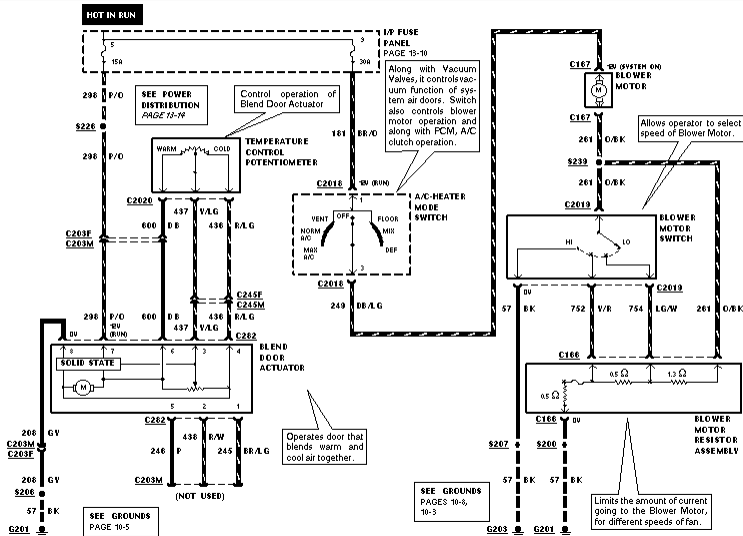 HOT IN RUN
I/P FUSE
PANEL
PAGE 13-10
5
15A
9
30A
SEE POWER
DISTRIBUTION
PAGE 13-14
Control operation of
Blend Door Actuator
Along with Vacuum
Valves, it controls vac-
uum function of sys-
tem air doors. Switch
also controls blower
motor operation and
along with PCM, A/C
clutch operation.
C167 12V (SYSTEM ON)
BLOWER
MOTOR
M
C167
Allows operator to select
speed of Blower Motor.
298 P/O
S226
298 P/O
181 BR/O
261 O/BK
S239
261 O/BK
TEMPERATURE
CONTROL
POTENTIOMETER
WARM COLD
C2020
437 Y/LG
600 DB
436 R/LG
C2018 12V (RUN)
1
A/C-HEATER
MODE
SWITCH
VENT OFF FLOOR
NORM
A/C
MIX
MAX
A/C
DEF
3
C2018
249 DB/LG
C2019
BLOWER
MOTOR
SWITCH
HI LO
C2019
0V
57 BK
752 Y/R
754 LG/W
261 O/BK
C203F
C203M
C245F
C245M
298 P/O
12V
(RUN)
600 DB
437 Y/LG
436 R/LG
0V
C282
BLEND
DOOR
ACTUATOR
8 7 6 3 4
SOLID STATE
M
5 2 1
C282
246 P
438 R/W
245 BR/LG
C203M
(NOT USED)
208 GY
C203M
C203F
208 GY
S206
57 BK
G201
SEE GROUNDS
PAGE 10-5
Operates door that
blends warm and
cool air together.
C166
0.5 Ω
1.3 Ω
0.5 Ω
C166 0V
BLOWER
MOTOR
RESISTOR
ASSEMBLY
S207
S200
57 BK
57 BK
SEE GROUNDS
PAGES 10-8,
10-3
G203
G201
Limits the amount of current
going to the Blower Motor,
for different speeds of fan.